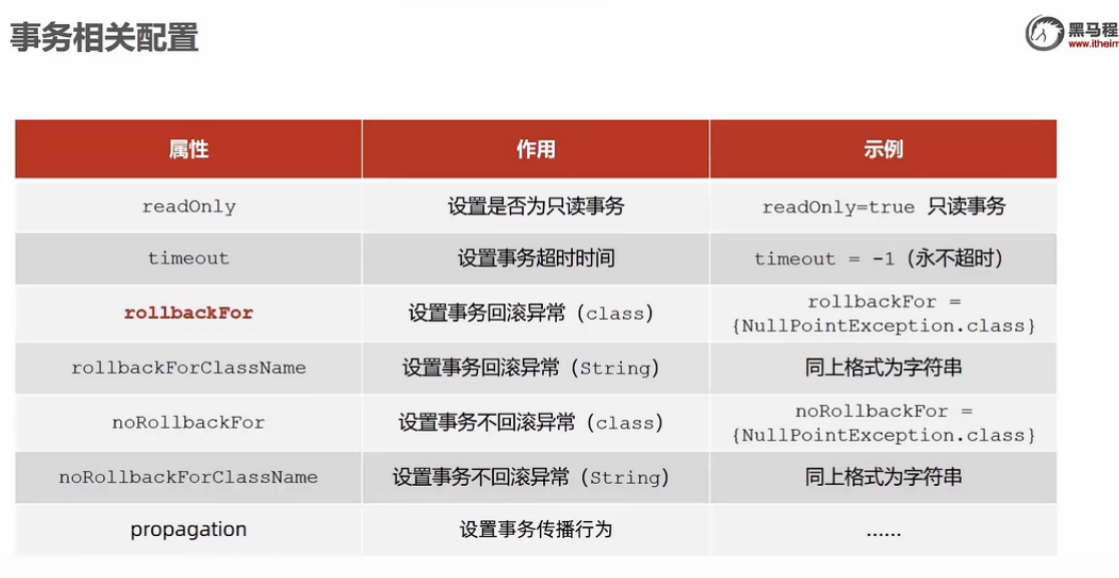 事务相关配置
黑马程
www.itheim
属性 作用 示例
readOnly 设置是否为只读事务 readOnly=true 只读事务
timeout 设置事务超时时间 timeout = -1（永不超时）
rollbackFor 设置事务回滚异常（class） rollbackFor =
{NullPointException.class}
rollbackForClassName 设置事务回滚异常（String） 同上格式为字符串
noRollbackFor 设置事务不回滚异常（class） noRollbackFor =
{NullPointException.class}
noRollbackForClassName 设置事务不回滚异常（String） 同上格式为字符串
propagation 设置事务传播行为 ……